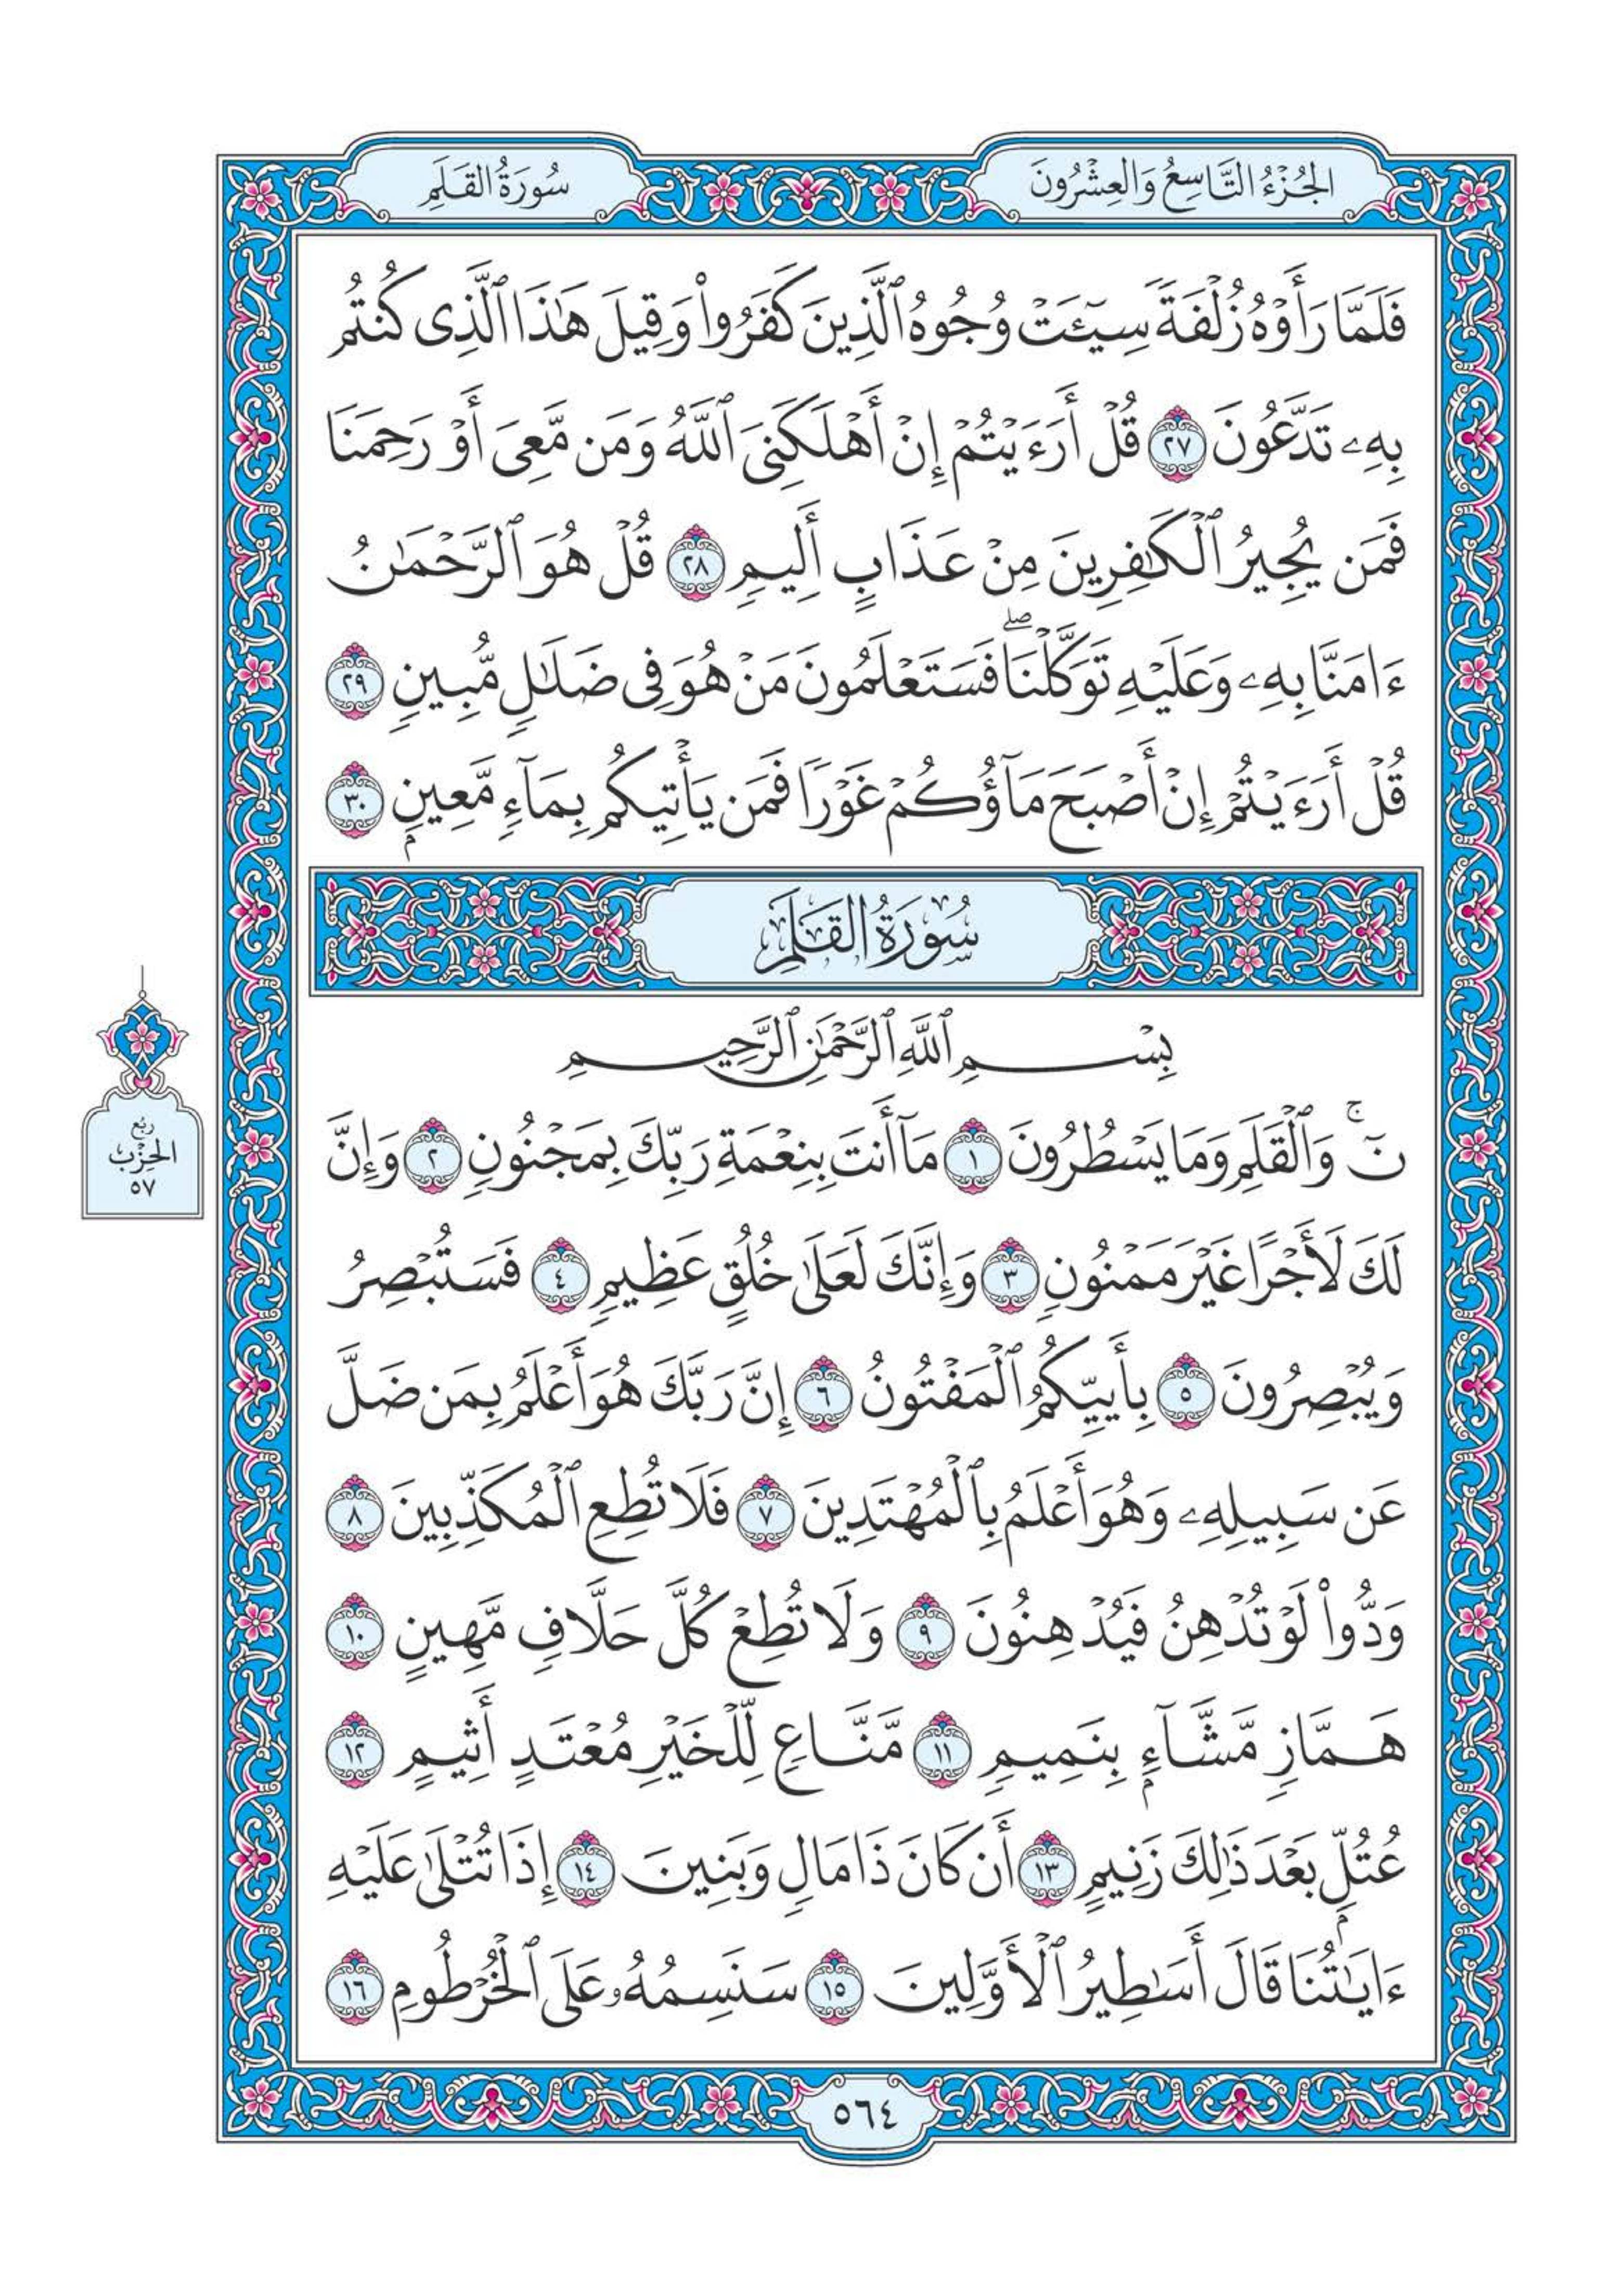 الجُزْءُ التَّاسِعُ وَالعِشْرُونَ
سُورَةُ القَلَمِ
فَلَمَّا رَأَوْهُ زُلْفَةً سِيٓـَٔتْ وُجُوهُ ٱلَّذِينَ كَفَرُوا۟ وَقِيلَ هَـٰذَا ٱلَّذِى كُنتُم
بِهِۦ تَدَّعُونَ ٢٧ قُلْ أَرَءَيْتُمْ إِنْ أَهْلَكَنِىَ ٱللَّهُ وَمَن مَّعِىَ أَوْ رَحِمَنَا
فَمَن يُجِيرُ ٱلْكَـٰفِرِينَ مِنْ عَذَابٍ أَلِيمٍ ٢٨ قُلْ هُوَ ٱلرَّحْمَـٰنُ
ءَامَنَّا بِهِۦ وَعَلَيْهِ تَوَكَّلْنَا ۖ فَسَتَعْلَمُونَ مَنْ هُوَ فِى ضَلَـٰلٍ مُّبِينٍ ٢٩
قُلْ أَرَءَيْتُمْ إِنْ أَصْبَحَ مَآؤُكُمْ غَوْرًا فَمَن يَأْتِيكُم بِمَآءٍ مَّعِينٍۭ ٣٠
سُورَةُ القَلَمِ
بِسْمِ ٱللَّهِ ٱلرَّحْمَـٰنِ ٱلرَّحِيمِ
نٓ ۚ وَٱلْقَلَمِ وَمَا يَسْطُرُونَ ١ مَآ أَنتَ بِنِعْمَةِ رَبِّكَ بِمَجْنُونٍ ٢ وَإِنَّ
لَكَ لَأَجْرًا غَيْرَ مَمْنُونٍ ٣ وَإِنَّكَ لَعَلَىٰ خُلُقٍ عَظِيمٍ ٤ فَسَتُبْصِرُ
وَيُبْصِرُونَ ٥ بِأَييِّكُمُ ٱلْمَفْتُونُ ٦ إِنَّ رَبَّكَ هُوَ أَعْلَمُ بِمَن ضَلَّ
عَن سَبِيلِهِۦ وَهُوَ أَعْلَمُ بِٱلْمُهْتَدِينَ ٧ فَلَا تُطِعِ ٱلْمُكَذِّبِينَ ٨
وَدُّوا۟ لَوْ تُدْهِنُ فَيُدْهِنُونَ ٩ وَلَا تُطِعْ كُلَّ حَلَّافٍ مَّهِينٍ ١٠
هَمَّازٍ مَّشَّآءٍۭ بِنَمِيمٍ ١١ مَّنَّاعٍ لِّلْخَيْرِ مُعْتَدٍ أَثِيمٍ ١٢
عُتُلٍّۭ بَعْدَ ذَٰلِكَ زَنِيمٍ ١٣ أَن كَانَ ذَا مَالٍ وَبَنِينَ ١٤ إِذَا تُتْلَىٰ عَلَيْهِ
ءَايَـٰتُنَا قَالَ أَسَـٰطِيرُ ٱلْأَوَّلِينَ ١٥ سَنَسِمُهُۥ عَلَى ٱلْخُرْطُومِ ١٦
رُبْع
الحِزْب
٥٧
٥٦٤